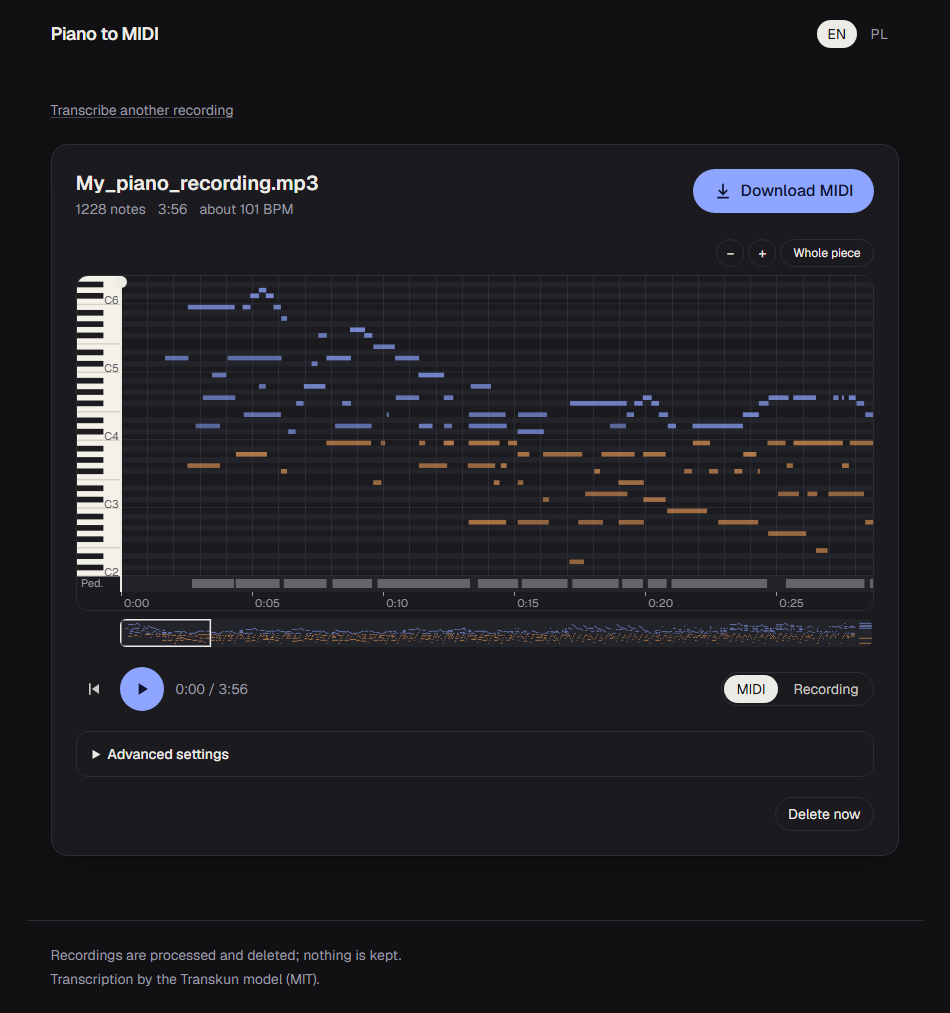 Piano to MIDI
EN PL
Transcribe another recording
My_piano_recording.mp3
Download MIDI
1228 notes 3:56 about 101 BPM
− + Whole piece
C6
C5
C4
C3
C2
Ped.
0:00 0:05 0:10 0:15 0:20 0:25
0:00 / 3:56
MIDI Recording
Advanced settings
Delete now
Recordings are processed and deleted; nothing is kept.
Transcription by the Transkun model (MIT).